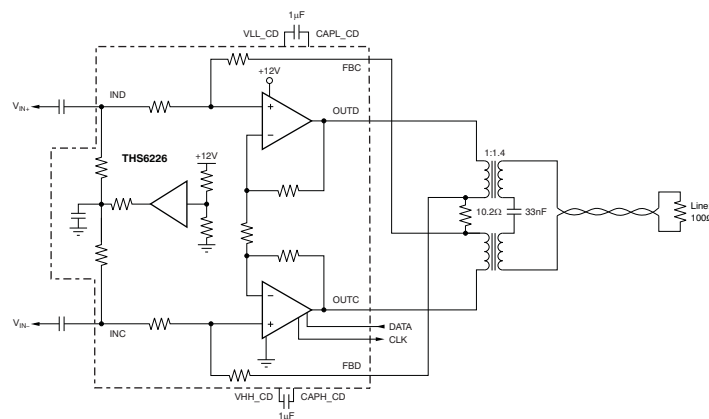 1μF
VLL_CD
CAPL_CD
FBC
+12V
VIN+
IND
OUTD
+
−
THS6226
+12V
1:1.4
10.2Ω
33nF
Line
100Ω
−
+
OUTC
VIN−
INC
DATA
CLK
FBD
VHH_CD
CAPH_CD
1μF